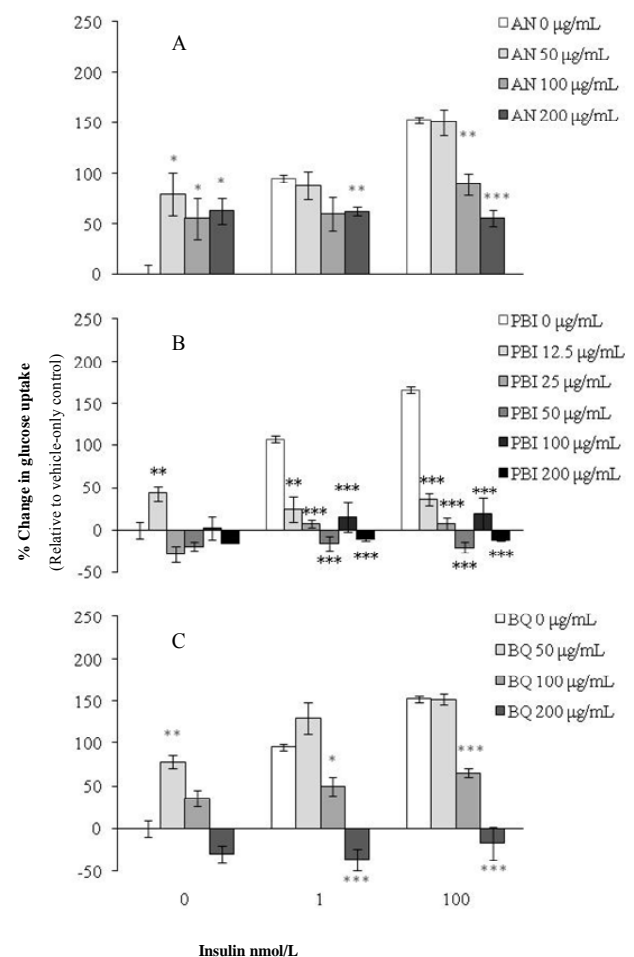 250
A
AN 0 µg/mL
200
AN 50 µg/mL
AN 100 µg/mL
150
AN 200 µg/mL
**
100
*
*
*
**
***
50
0
% Change in glucose uptake
(Relative to vehicle-only control)
250
B
PBI 0 µg/mL
200
PBI 12.5 µg/mL
PBI 25 µg/mL
150
PBI 50 µg/mL
100
PBI 100 µg/mL
PBI 200 µg/mL
**
**
***
***
***
***
***
50
0
-50
***
***
***
***
250
C
BQ 0 µg/mL
200
BQ 50 µg/mL
BQ 100 µg/mL
150
BQ 200 µg/mL
**
*
***
100
50
0
-50
***
***
0 1 100
Insulin nmol/L